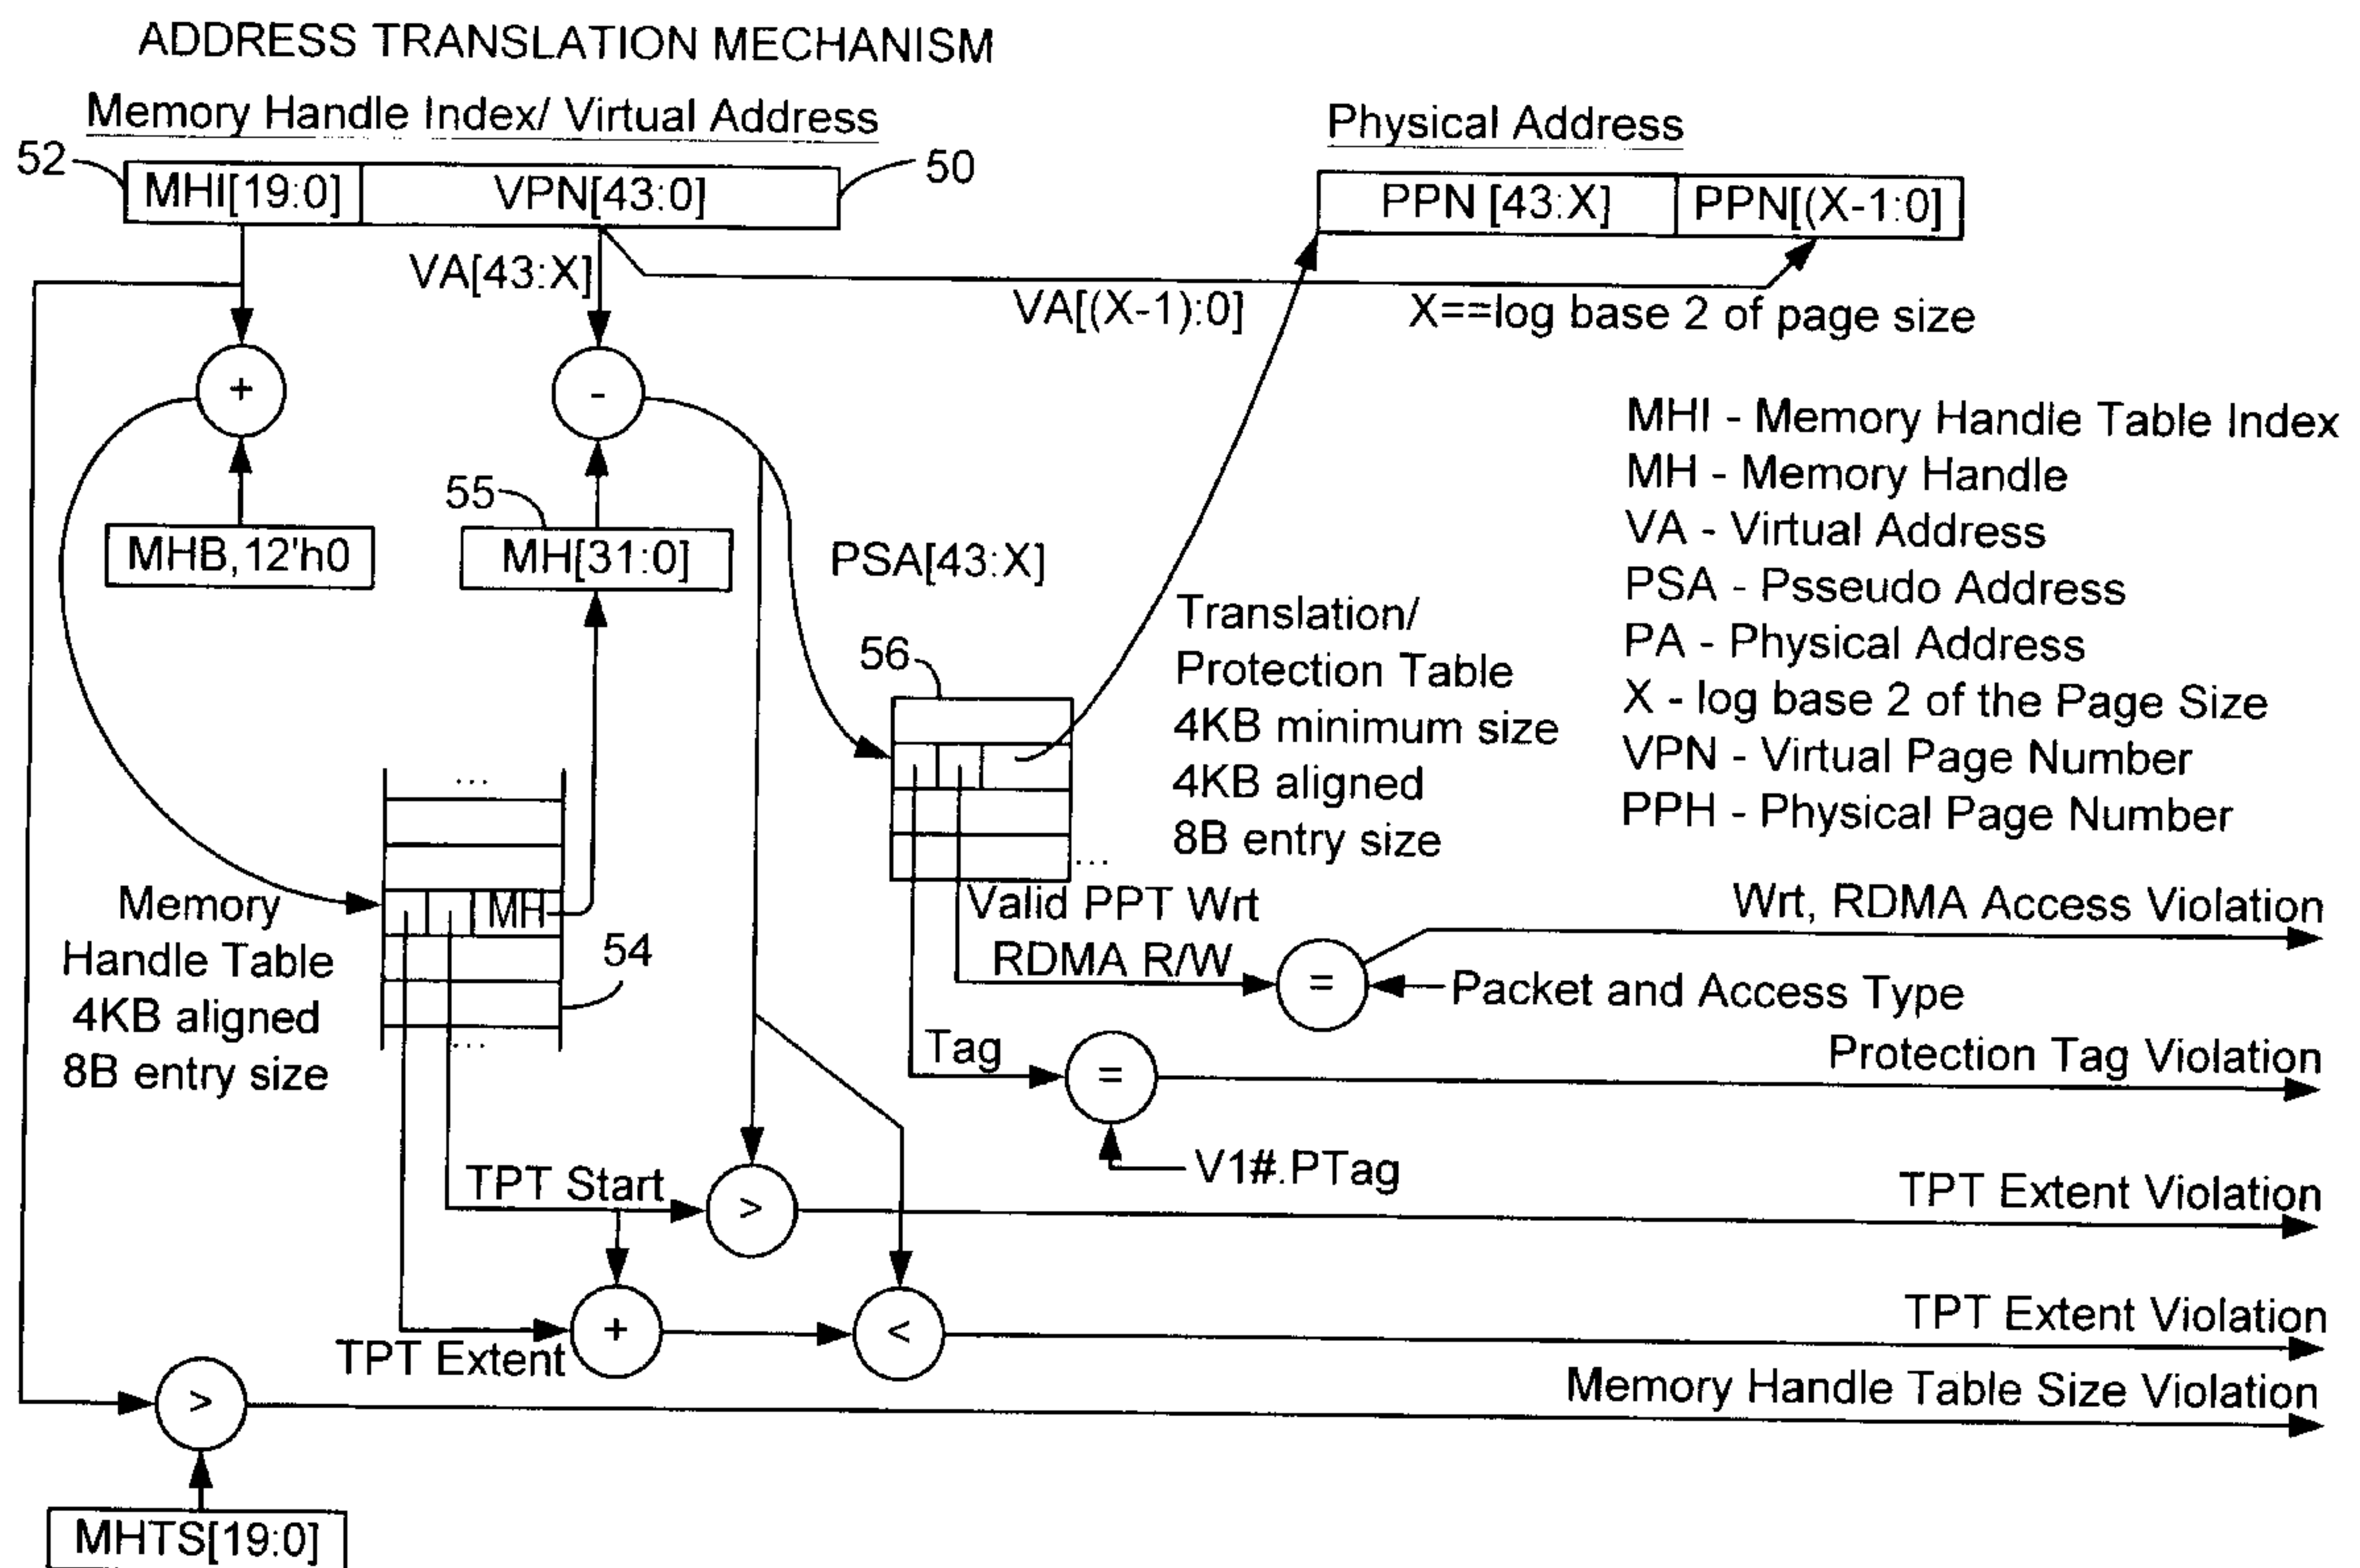 ADDRESS TRANSLATION MECHANISM
Memory Handle Index/ Virtual Address
Physical Address
52
MHI[19:0]
VPN[43:0]
50
PPN [43:X]
PPN[(X-1:0]
VA[43:X]
VA[(X-1):0]
X==log base 2 of page size
+
-
MHI - Memory Handle Table Index
MH - Memory Handle
VA - Virtual Address
PSA - Psseudo Address
PA - Physical Address
X - log base 2 of the Page Size
VPN - Virtual Page Number
PPH - Physical Page Number
55
MHB,12'h0
MH[31:0]
PSA[43:X]
56
Translation/
Protection Table
4KB minimum size
4KB aligned
8B entry size
...
...
MH
54
...
Memory
Handle Table
4KB aligned
8B entry size
Valid PPT Wrt
RDMA R/W
=
Wrt, RDMA Access Violation
Packet and Access Type
Tag
=
Protection Tag Violation
V1#.PTag
TPT Start
>
TPT Extent Violation
TPT Extent
+
<
TPT Extent Violation
>
Memory Handle Table Size Violation
MHTS[19:0]